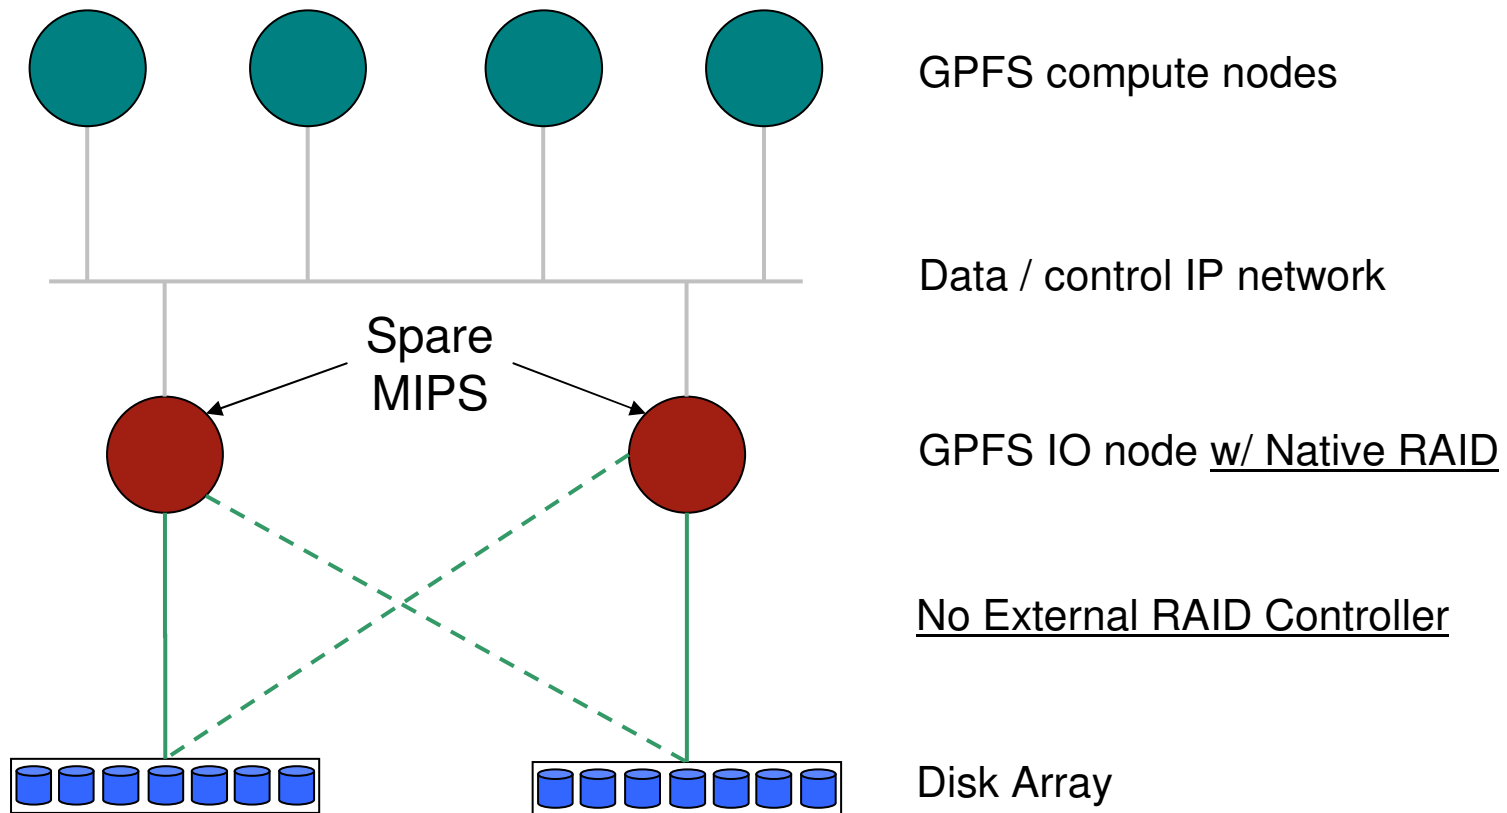 GPFS compute nodes
Data / control IP network
Spare
MIPS
GPFS IO node w/ Native RAID
No External RAID Controller
Disk Array